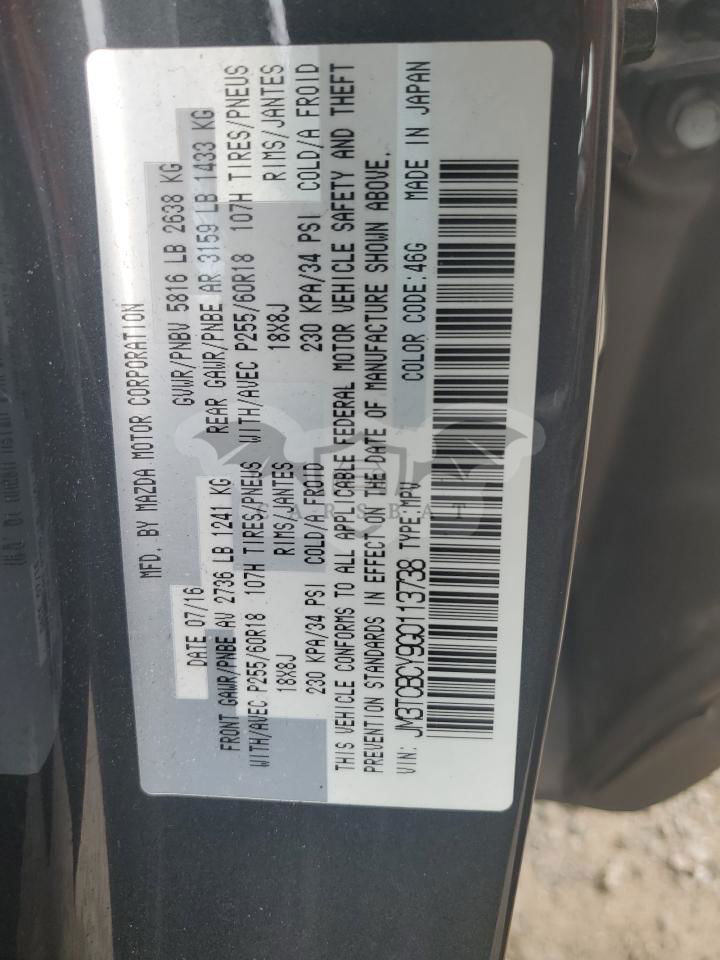 MFD. BY MAZDA MOTOR CORPORATION
DATE 07/16 GVWR/PNBV 5816 LB 2638 KG
FRONT GAWR/PNBE AV 2736 LB 1241 KG REAR GAWR/PNBE AR 3159 LB 1433 KG
WITH/AVEC P255/60R18 107H TIRES/PNEUS WITH/AVEC P255/60R18 107H TIRES/PNEUS
18X8J RIMS/JANTES 18X8J RIMS/JANTES
230 KPA/34 PSI COLD/A FROID 230 KPA/34 PSI COLD/A FROID
THIS VEHICLE CONFORMS TO ALL APPLICABLE FEDERAL MOTOR VEHICLE SAFETY AND THEFT
PREVENTION STANDARDS IN EFFECT ON THE DATE OF MANUFACTURE SHOWN ABOVE.
VIN: JM3TCBCY9G0113738 TYPE:MPV COLOR CODE:46G MADE IN JAPAN
CARSBAT